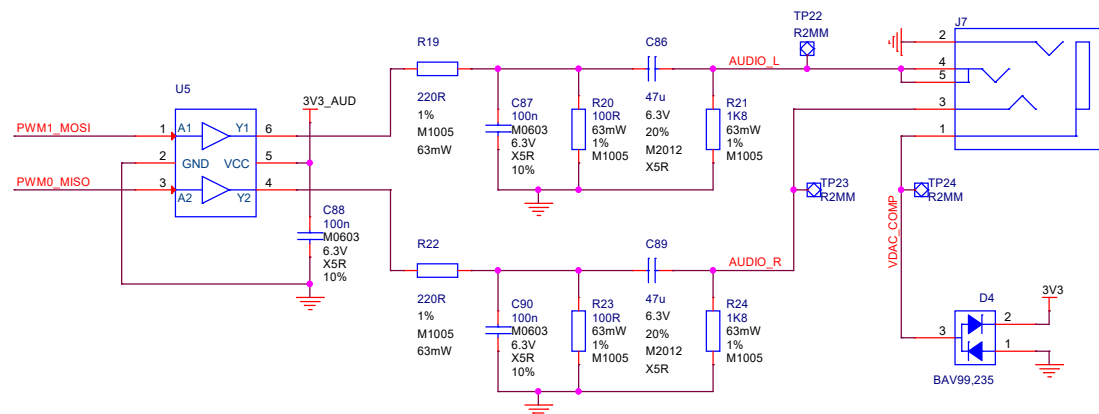 TP22
R2MM
J7
R19
C86
AUDIO_L
2
4
5
3
1
220R
1%
M1005
63mW
C87
100n
M0603
6.3V
X5R
10%
R20
100R
63mW
1%
M1005
47u
6.3V
20%
M2012
X5R
R21
1K8
63mW
1%
M1005
U5
3V3_AUD
PWM1_MOSI
1
A1
Y1
6
2
GND
VCC
5
PWM0_MISO
3
A2
Y2
4
C88
100n
M0603
6.3V
X5R
10%
TP23
R2MM
TP24
R2MM
VDAC_COMP
R22
C89
AUDIO_R
220R
1%
M1005
63mW
C90
100n
M0603
6.3V
X5R
10%
R23
100R
63mW
1%
M1005
47u
6.3V
20%
M2012
X5R
R24
1K8
63mW
1%
M1005
D4
3V3
3
2
1
BAV99,235